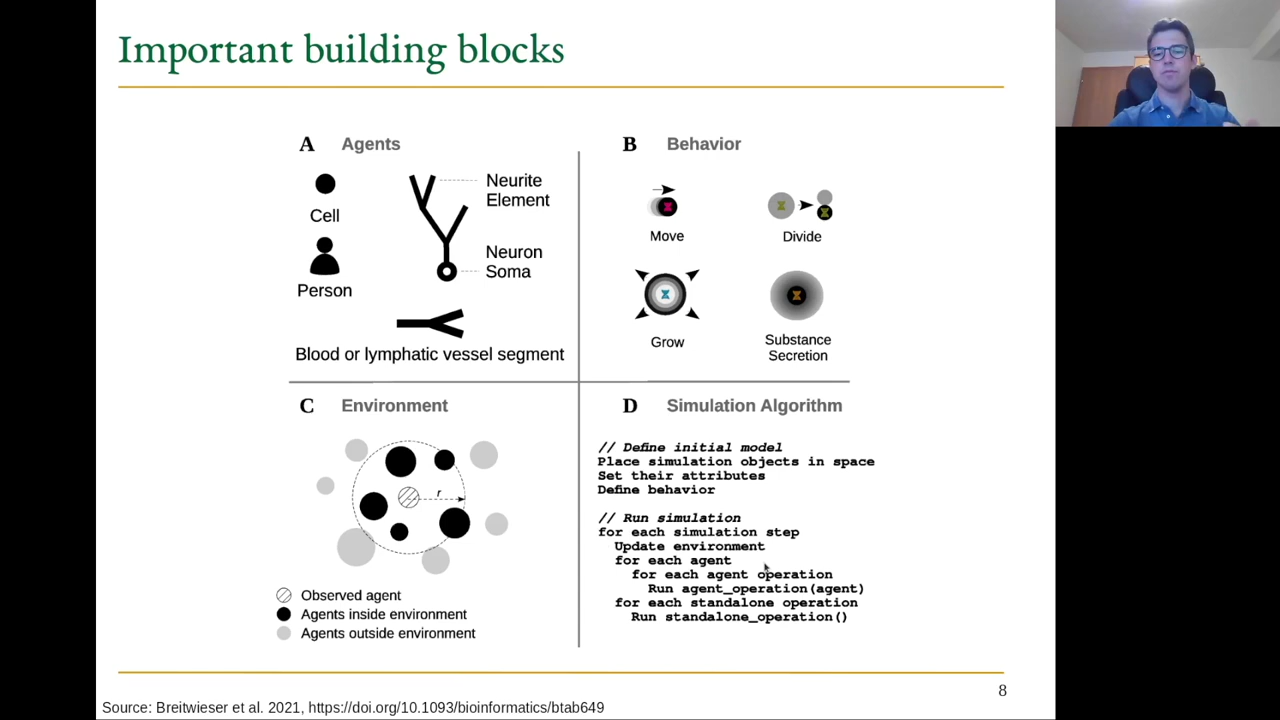 Important building blocks
A Agents
Neurite
Element
Cell
Neuron
Soma
Person
Blood or lymphatic vessel segment
B Behavior
Move
Divide
Grow
Substance
Secretion
C Environment
r
Observed agent
Agents inside environment
Agents outside environment
D Simulation Algorithm
// Define initial model
Place simulation objects in space
Set their attributes
Define behavior
// Run simulation
for each simulation step
Update environment
for each agent
for each agent operation
Run agent_operation(agent)
for each standalone operation
Run standalone_operation()
8
Source: Breitwieser et al. 2021, https://doi.org/10.1093/bioinformatics/btab649